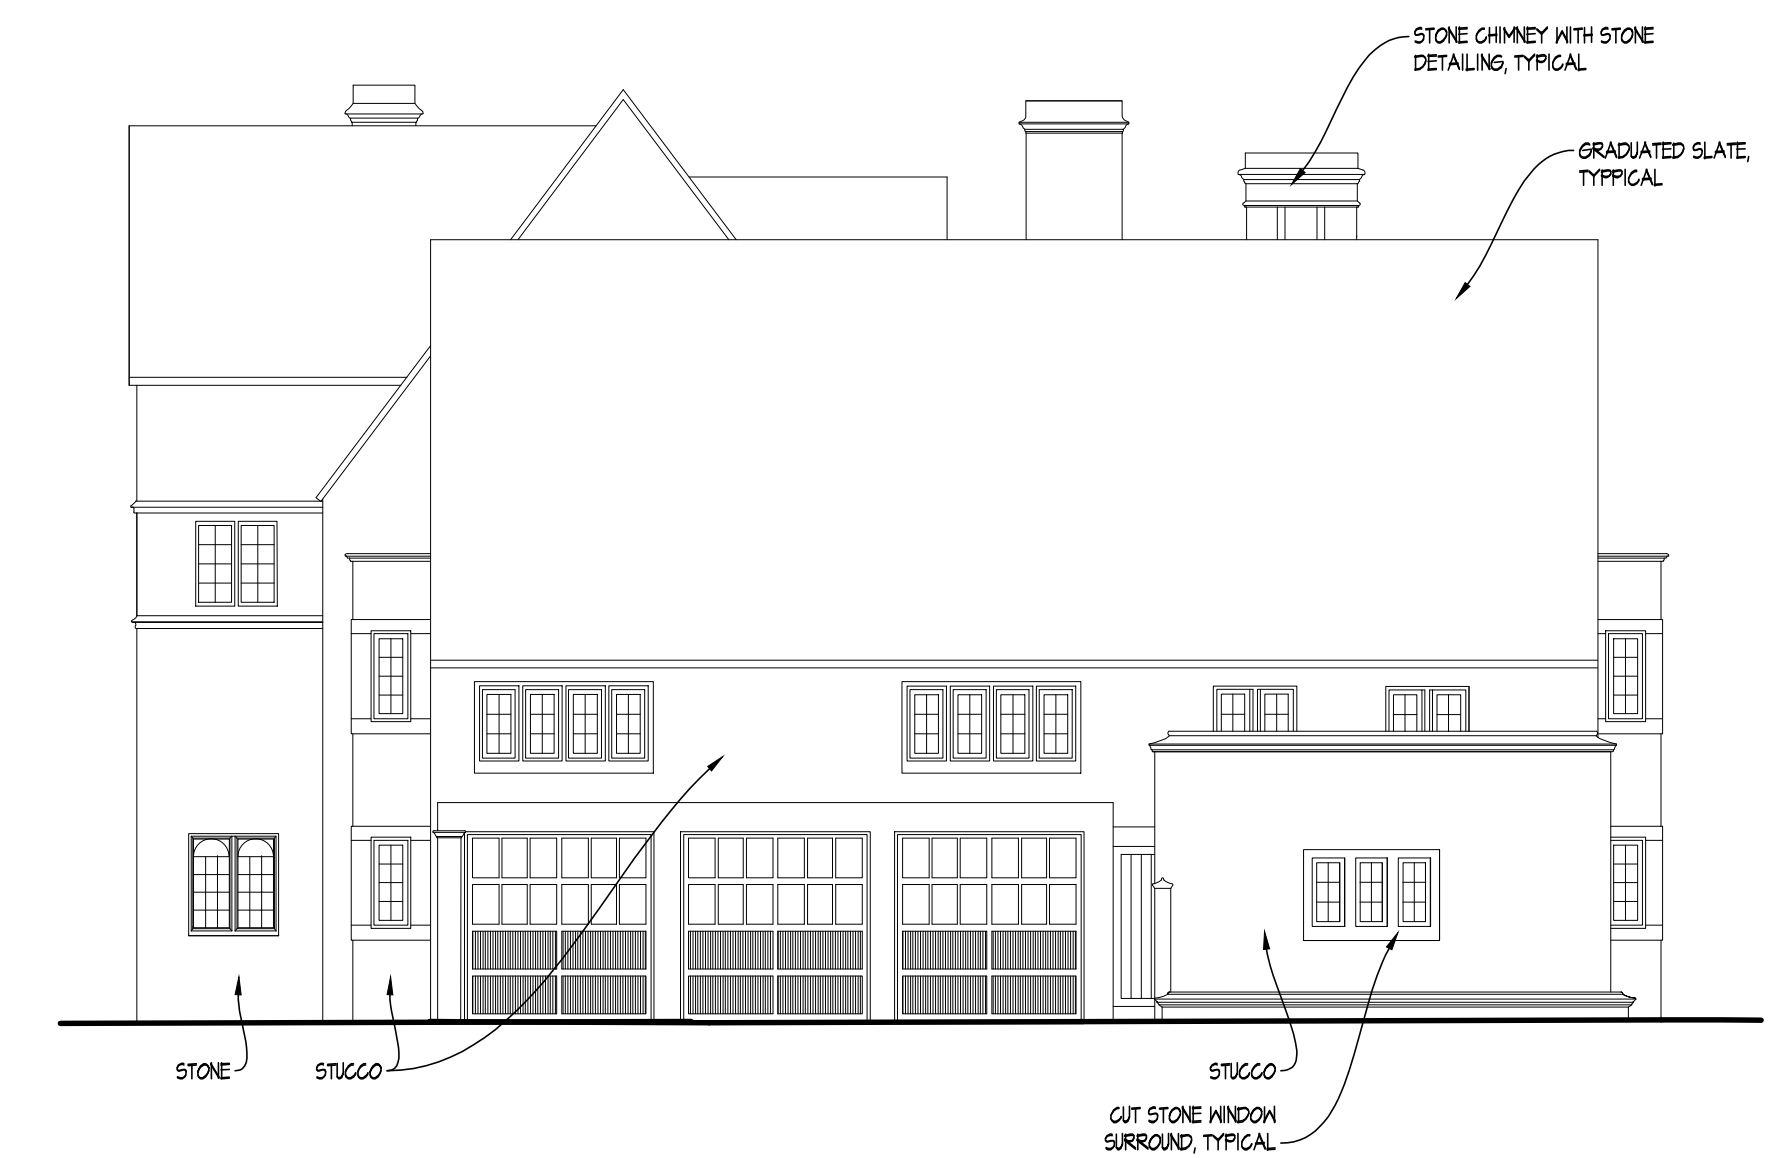 STONE CHIMNEY WITH STONE
DETAILING, TYPICAL
GRADUATED SLATE,
TYPPICAL
STONE
STUCCO
STUCCO
CUT STONE WINDOW
SURROUND, TYPICAL